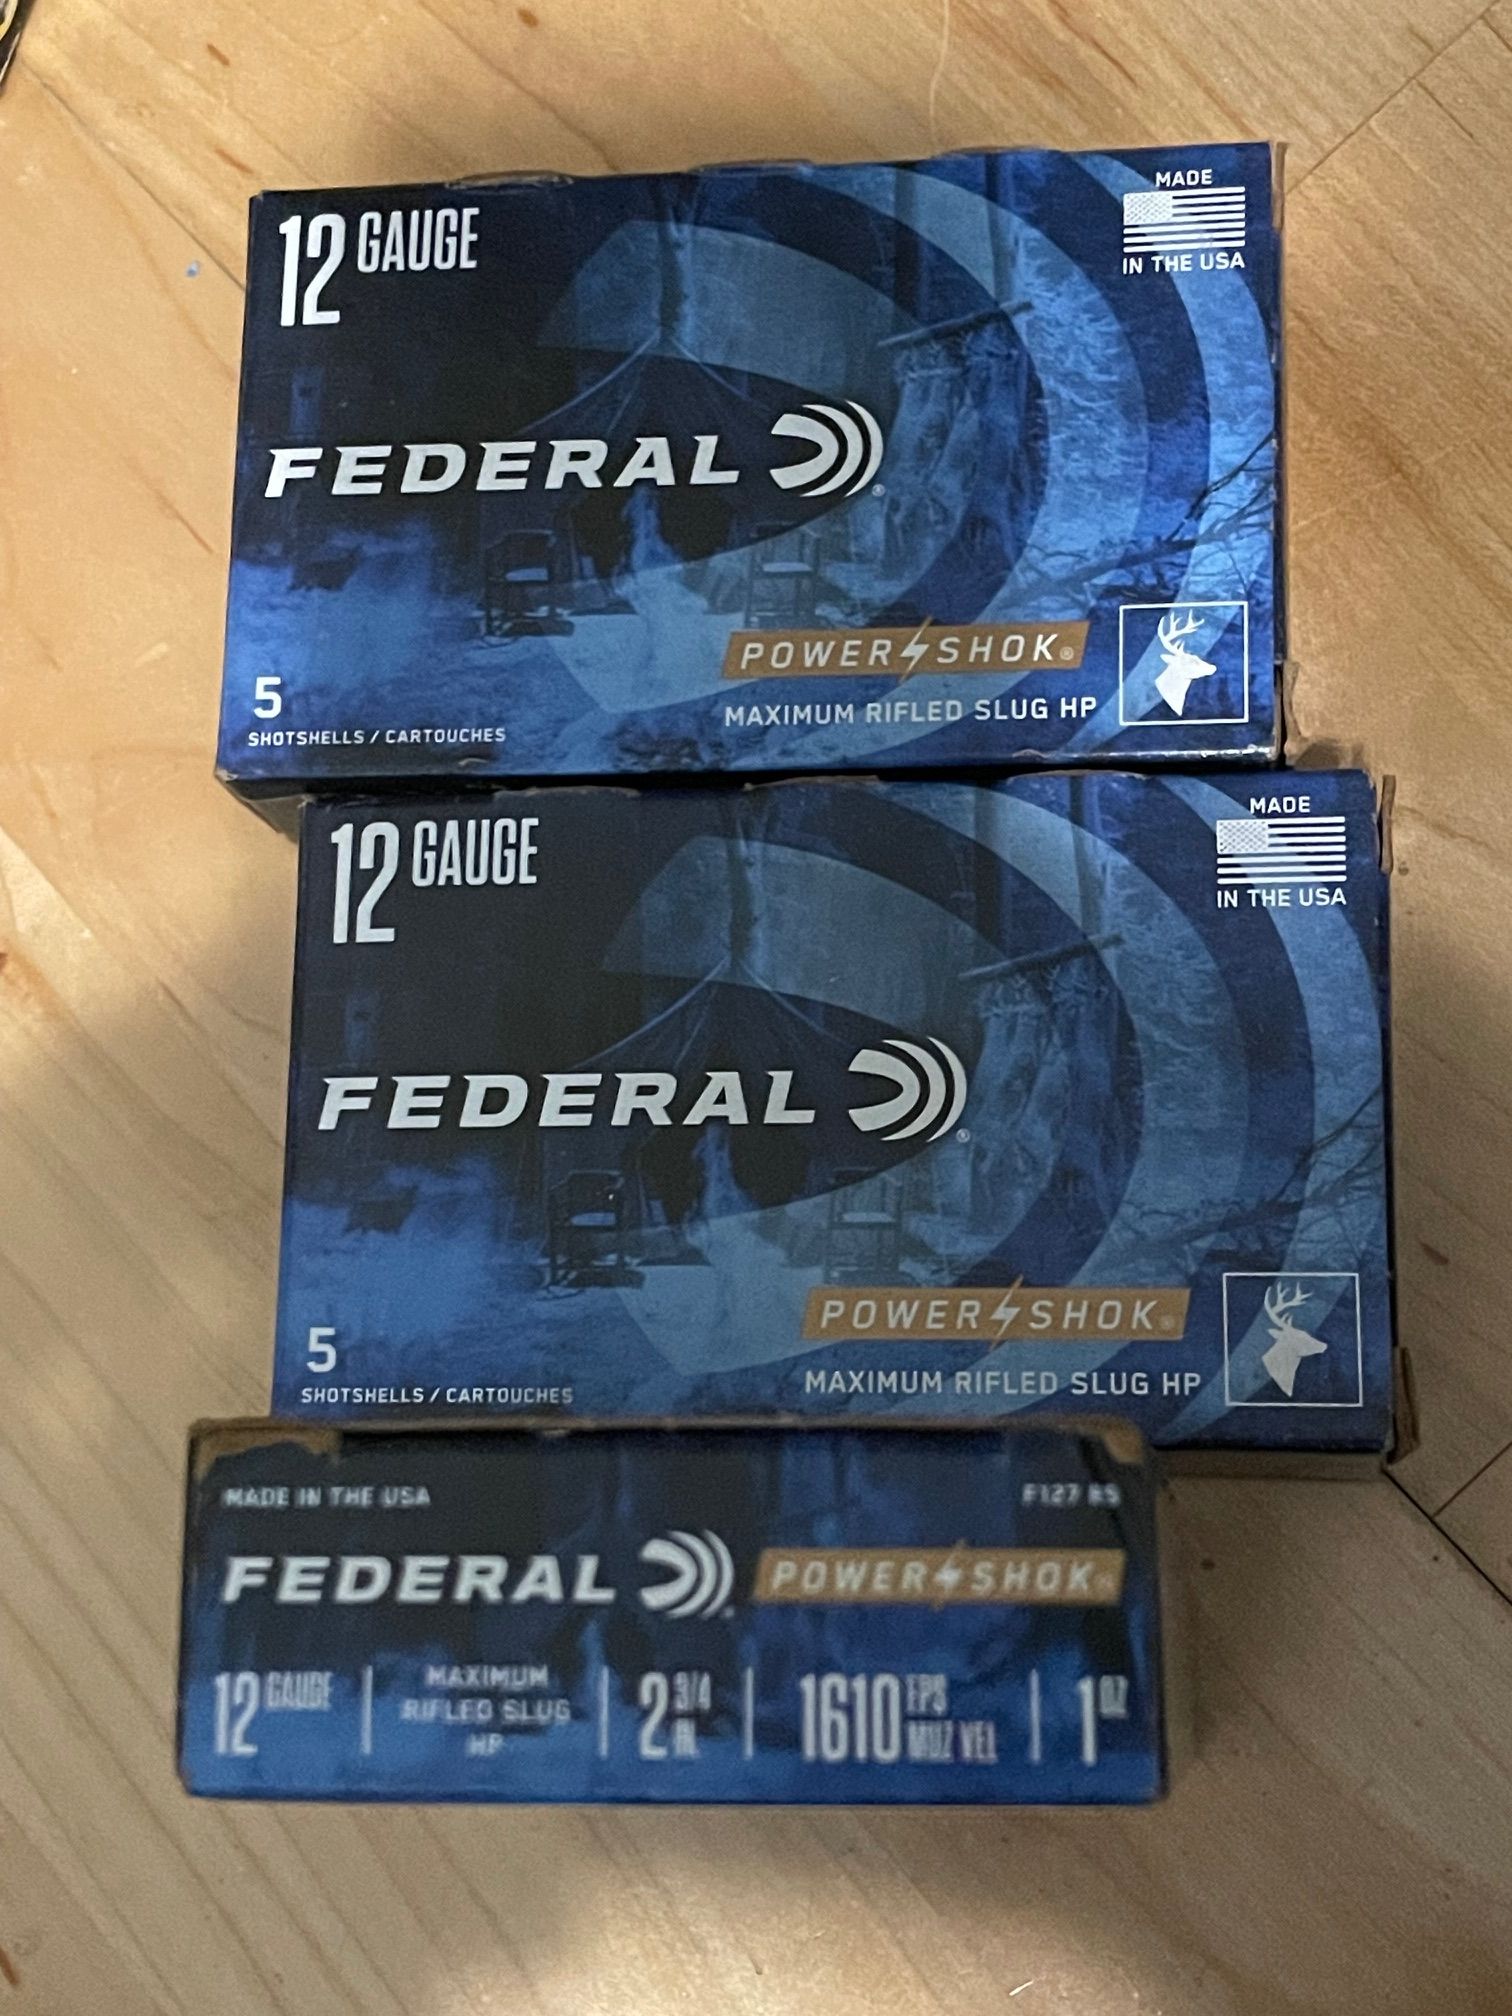 12 GAUGE
MADE
IN THE USA
FEDERAL
POWER SHOK®
5
MAXIMUM RIFLED SLUG HP
SHOTSHELLS / CARTOUCHES
12 GAUGE
MADE
IN THE USA
FEDERAL
POWER SHOK®
5
MAXIMUM RIFLED SLUG HP
SHOTSHELLS / CARTOUCHES
MADE IN THE USA
F127 RS
FEDERAL POWER SHOK®
12 GAUGE
MAXIMUM
RIFLED SLUG
HP
2 3/4 IN.
1610 FPS MUZ VEL
1 OZ